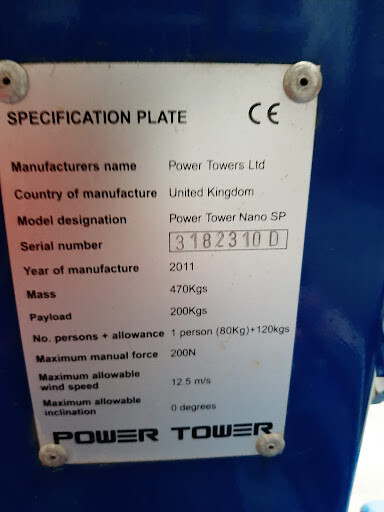 SPECIFICATION PLATE CE
Manufacturers name Power Towers Ltd
Country of manufacture United Kingdom
Model designation Power Tower Nano SP
Serial number 3182310 D
Year of manufacture 2011
Mass 470Kgs
Payload 200Kgs
No. persons + allowance 1 person (80Kg)+120kgs
Maximum manual force 200N
Maximum allowable
wind speed 12.5 m/s
Maximum allowable
inclination 0 degrees
POWER TOWER